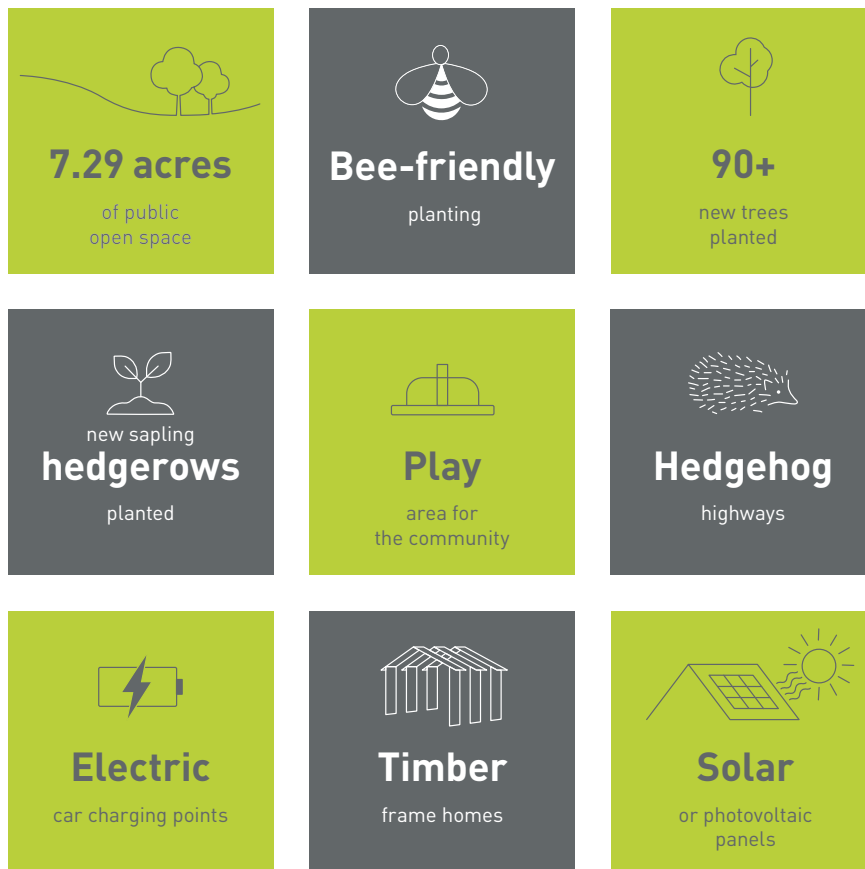 7.29 acres
of public
open space
Bee-friendly
planting
90+
new trees
planted
new sapling
hedgerows
planted
Play
area for
the community
Hedgehog
highways
Electric
car charging points
Timber
frame homes
Solar
or photovoltaic
panels